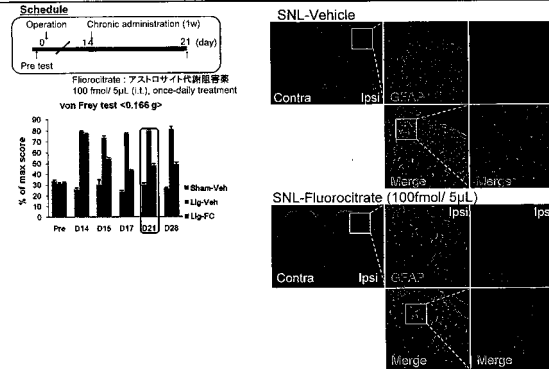 Schedule
Operation
Chronic administration (1w)
0
14
21 (day)
Pre test
Fliorocitrate : アストロサイト代謝阻害薬
100 fmol/ 5μL (i.t.), once-daily treatment
von Frey test <0.166 g>
% of max score
90
80
70
60
50
40
30
20
10
0
Pre
D14
D15
D17
D21
D28
Sham-Veh
Lig-Veh
Lig-FC
SNL-Vehicle
Contra
Ipsi
GFAP
Merge
Merge
SNL-Fluorocitrate (100fmol/ 5μL)
Contra
Ipsi
Ipsi
GFAP
Ipsi
Merge
Merge